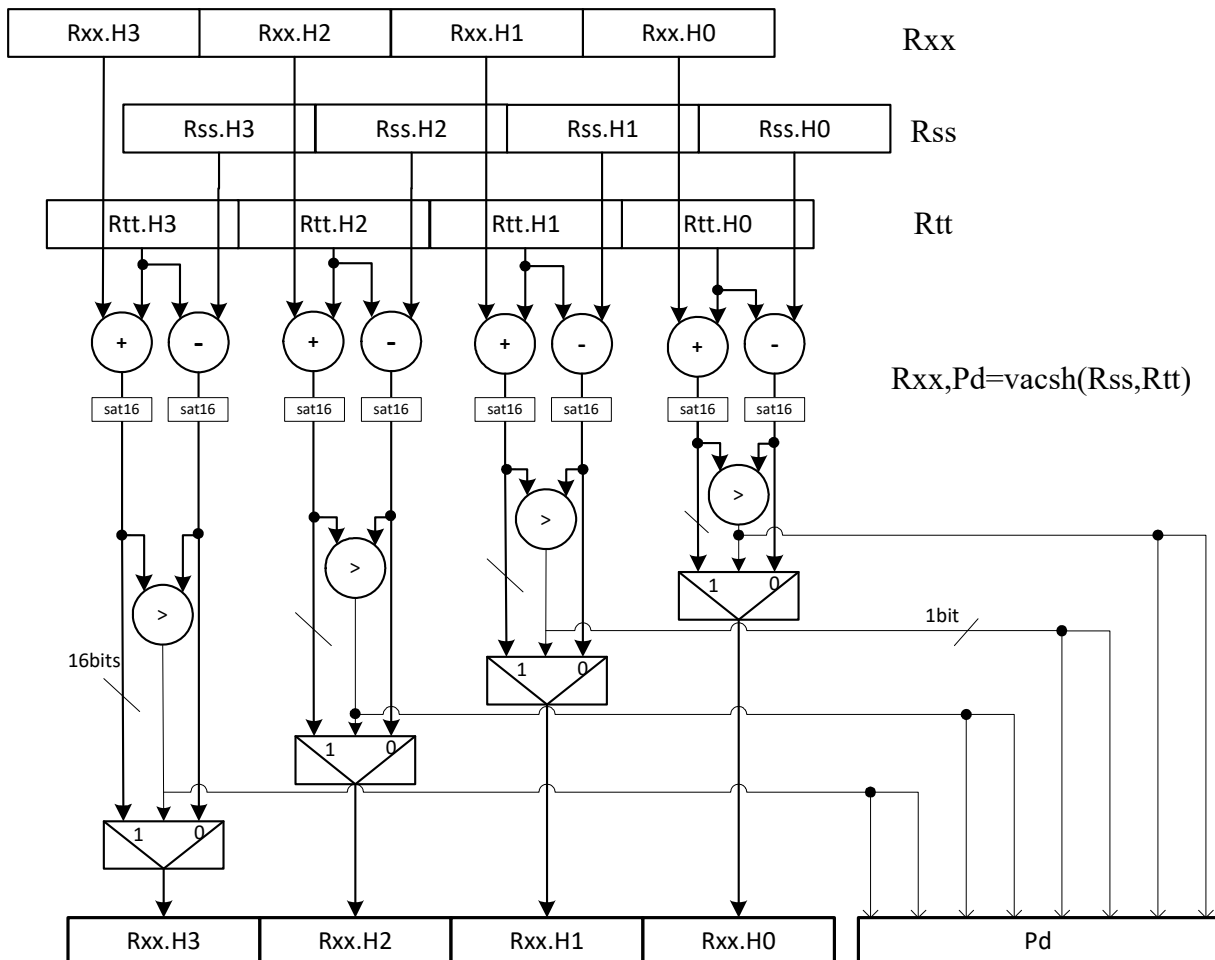 Rxx.H3 Rxx.H2 Rxx.H1 Rxx.H0 Rxx
Rss.H3 Rss.H2 Rss.H1 Rss.H0 Rss
Rtt.H3 Rtt.H2 Rtt.H1 Rtt.H0 Rtt
+ - + - + - + -
Rxx,Pd=vacsh(Rss,Rtt)
sat16 sat16 sat16 sat16 sat16 sat16 sat16 sat16
>
>
>
1 0
>
1bit
16bits
1 0
1 0
1 0
Rxx.H3 Rxx.H2 Rxx.H1 Rxx.H0 Pd